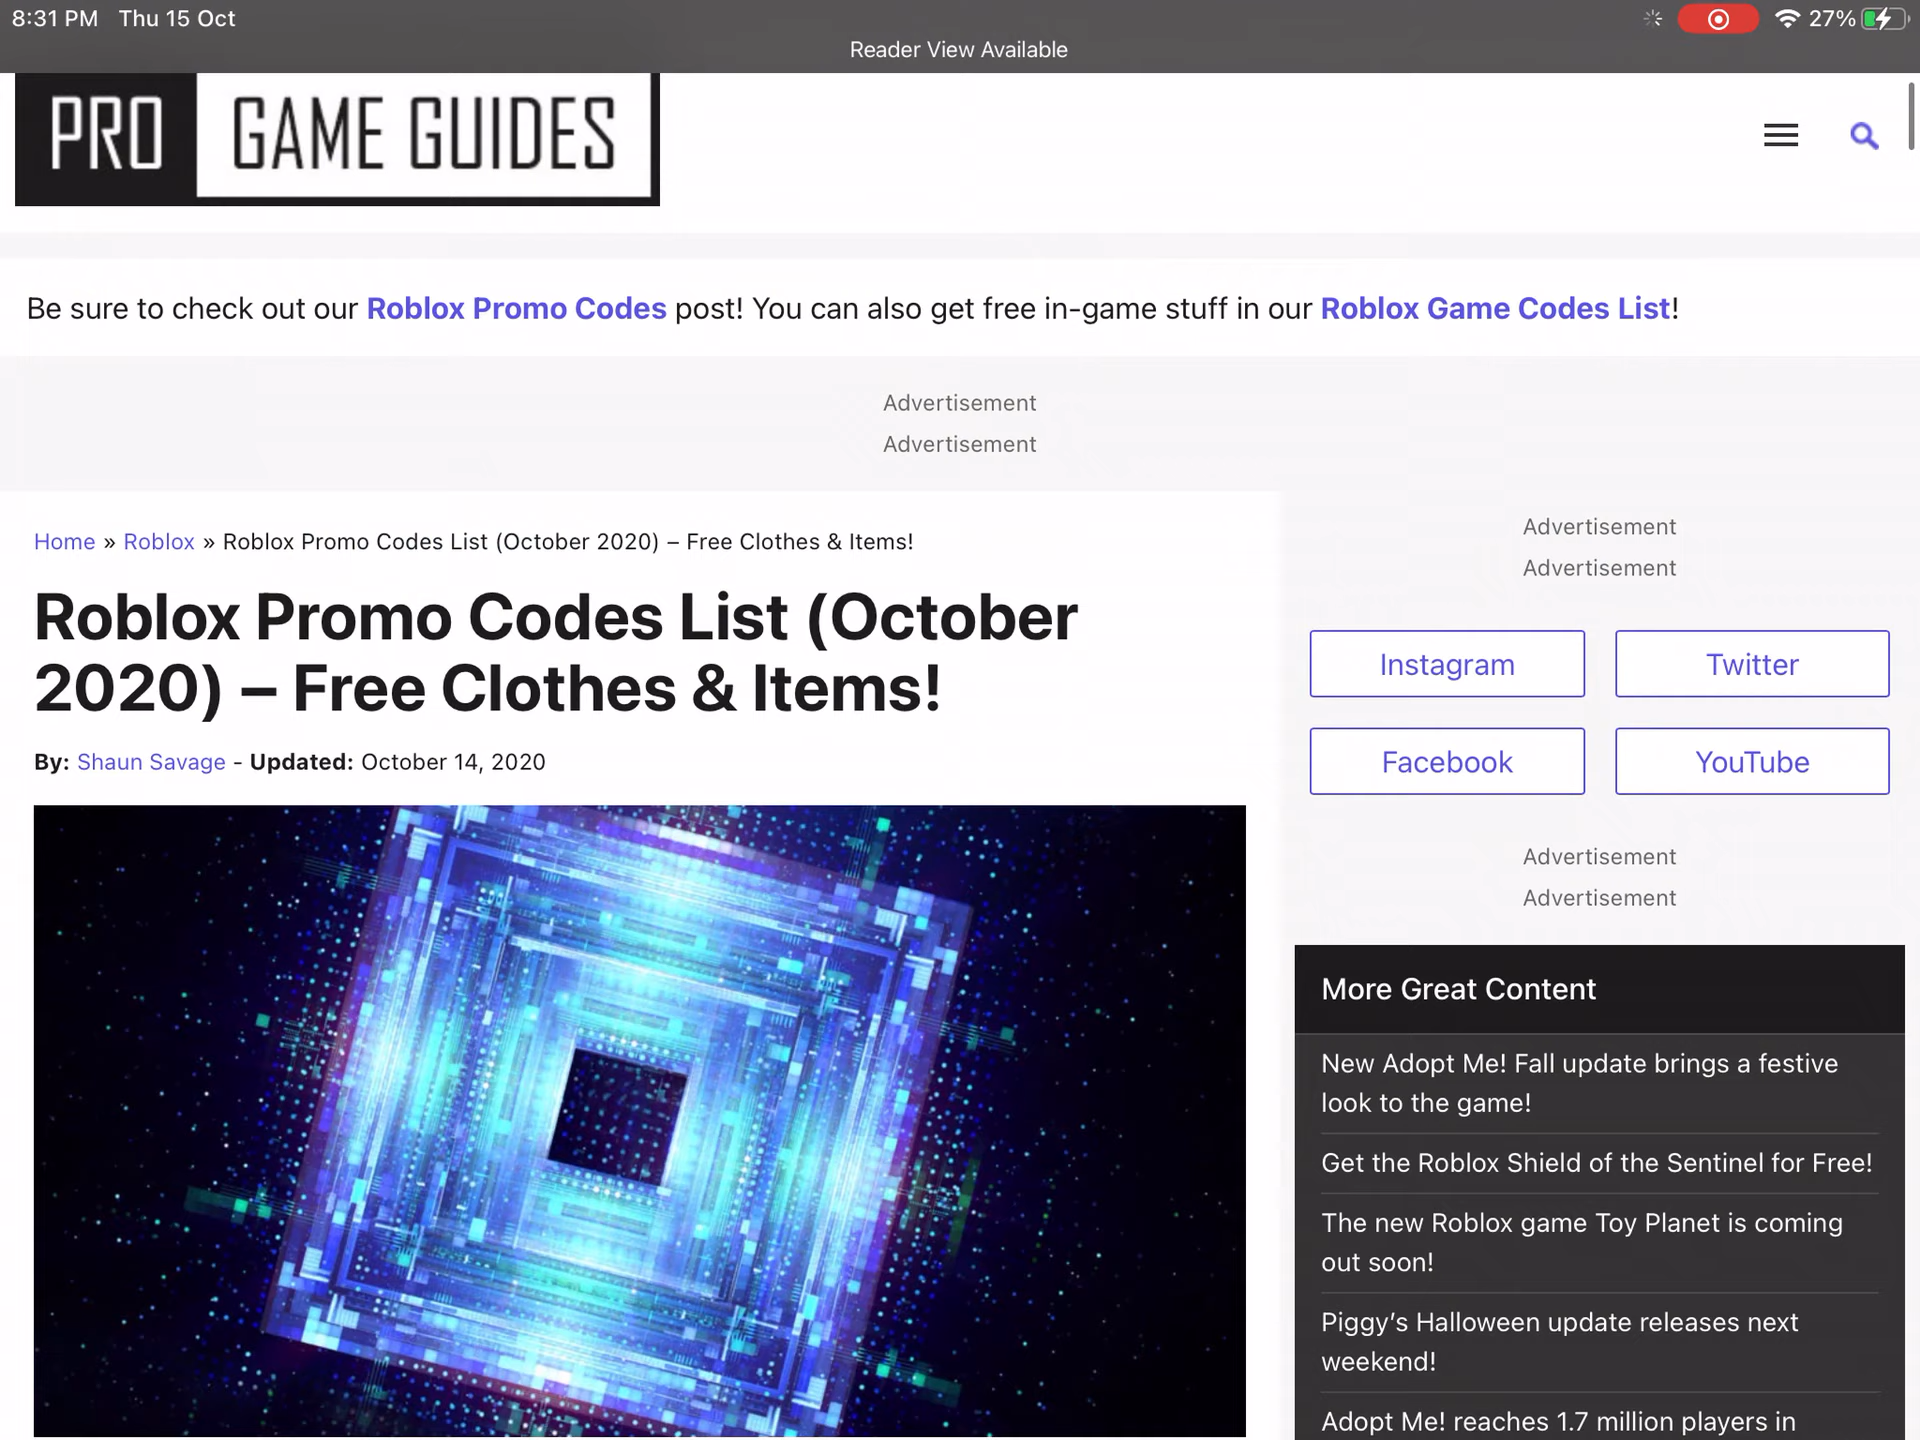 8:31 PM Thu 15 Oct
27%
Reader View Available
PRO GAME GUIDES
Be sure to check out our Roblox Promo Codes post! You can also get free in-game stuff in our Roblox Game Codes List!
Advertisement
Advertisement
Home » Roblox » Roblox Promo Codes List (October 2020) – Free Clothes & Items!
Roblox Promo Codes List (October
2020) – Free Clothes & Items!
By: Shaun Savage - Updated: October 14, 2020
Advertisement
Advertisement
Instagram
Twitter
Facebook
YouTube
Advertisement
Advertisement
More Great Content
New Adopt Me! Fall update brings a festive
look to the game!
Get the Roblox Shield of the Sentinel for Free!
The new Roblox game Toy Planet is coming
out soon!
Piggy’s Halloween update releases next
weekend!
Adopt Me! reaches 1.7 million players in